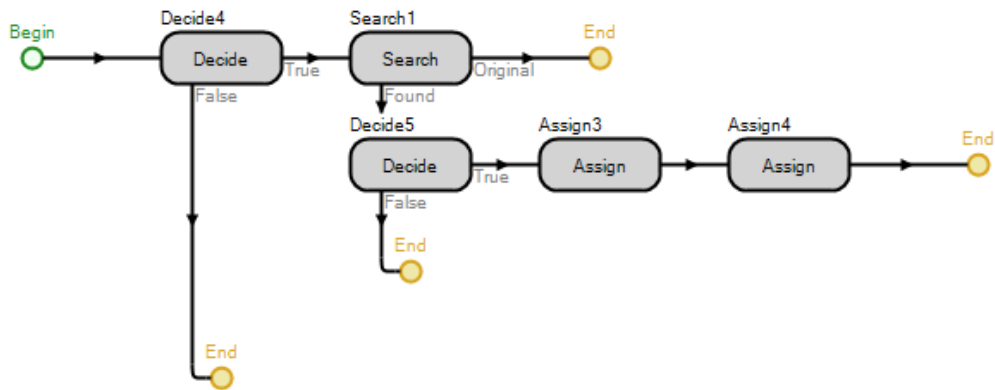 Begin
Decide4
Decide
True
False
Search1
Search
Original
Found
End
Decide5
Decide
True
False
Assign3
Assign
Assign4
Assign
End
End
End